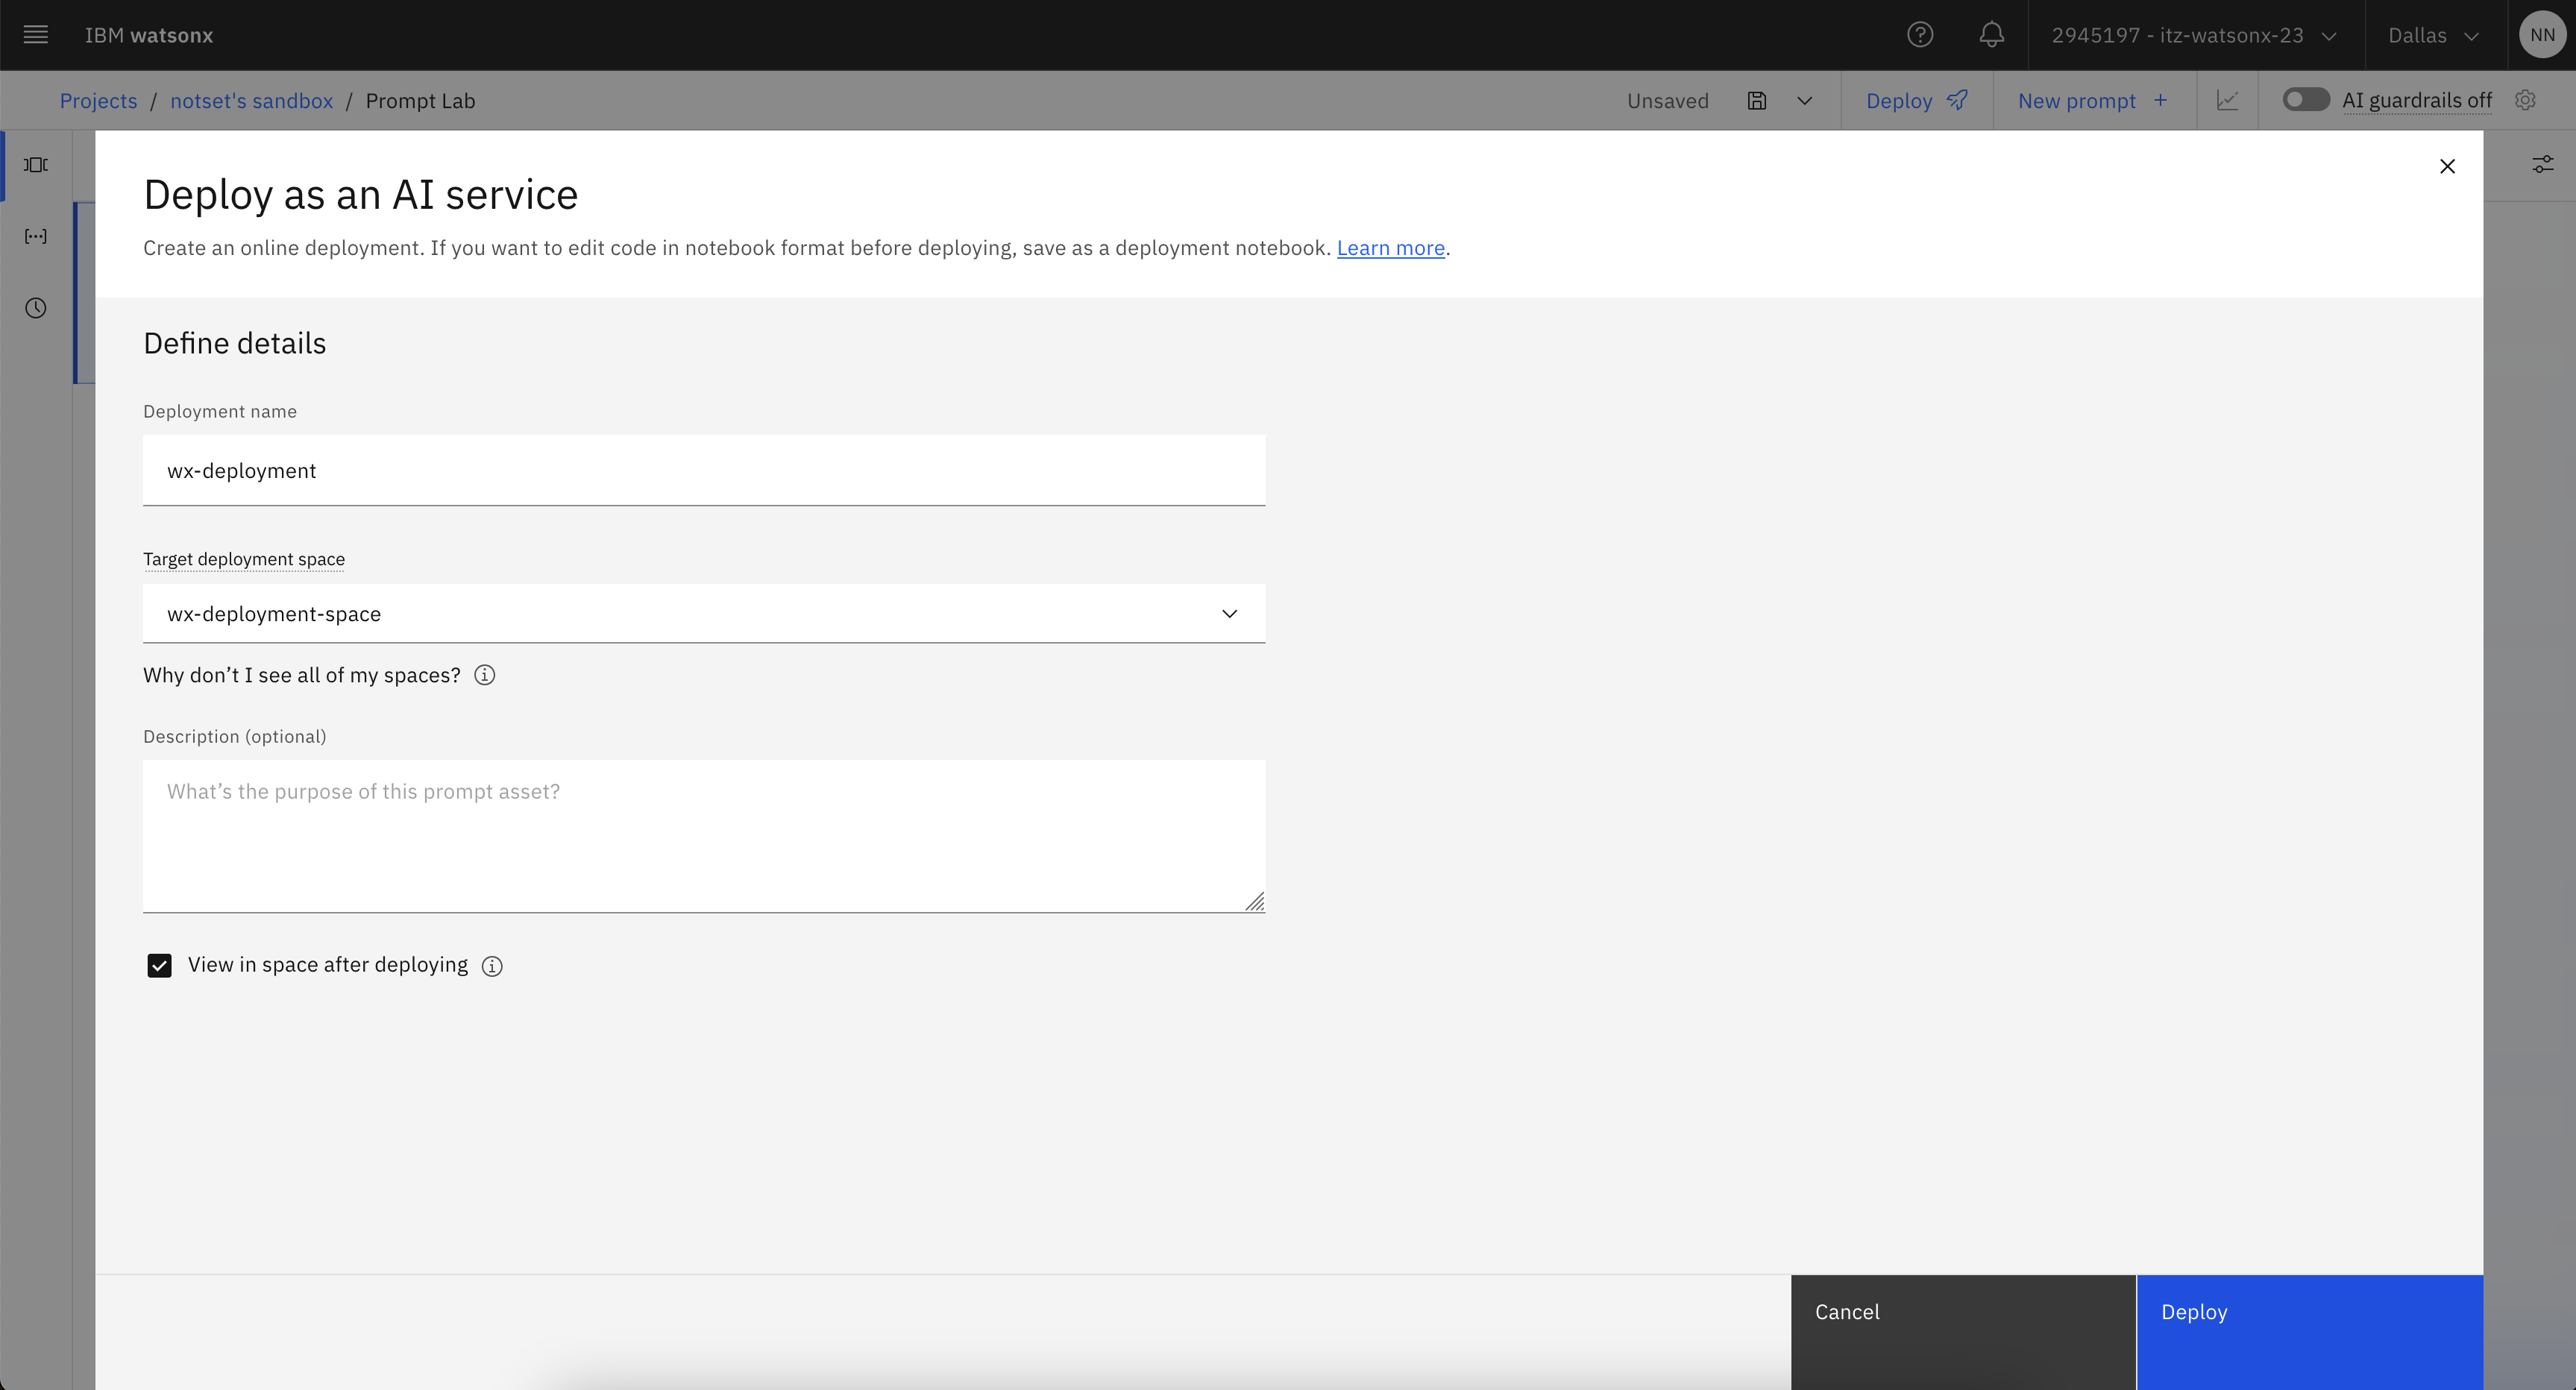 IBM watsonx
2945197 - itz-watsonx-23
Dallas
NN
Projects / notset's sandbox / Prompt Lab
Unsaved
Deploy
New prompt +
AI guardrails off
Deploy as an AI service
Create an online deployment. If you want to edit code in notebook format before deploying, save as a deployment notebook. Learn more.
Define details
Deployment name
wx-deployment
Target deployment space
wx-deployment-space
Why don’t I see all of my spaces?
Description (optional)
What’s the purpose of this prompt asset?
View in space after deploying
Cancel
Deploy